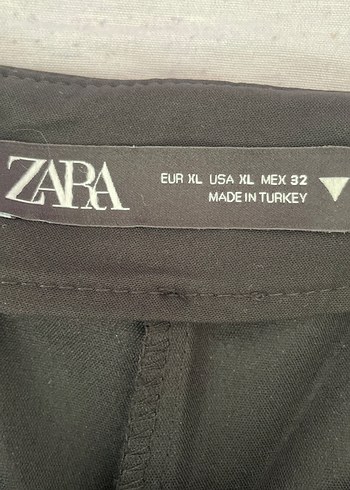 ZARA
EUR XL USA XL MEX 32
MADE IN TURKEY